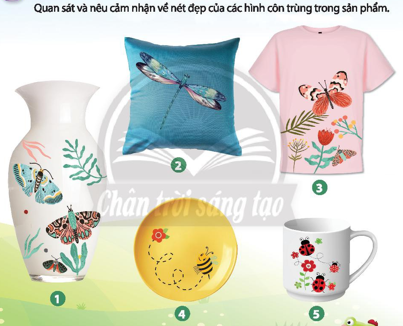 Quan sát và nêu cảm nhận về nét đẹp của các hình côn trùng trong sản phẩm.
2
3
Chân trời sáng tạo
1
4
5